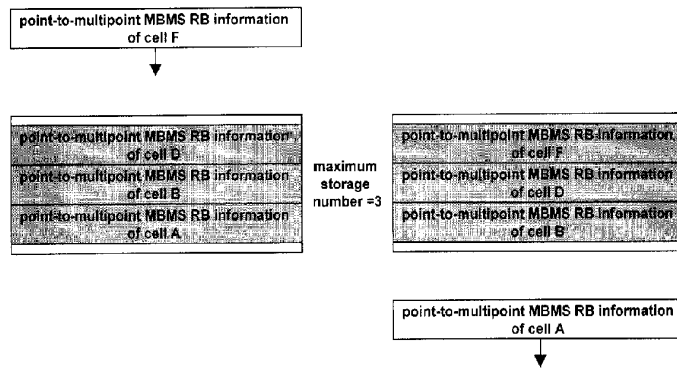 point-to-multipoint MBMS RB information
of cell F
point-to-multipoint MBMS RB information
of cell D
point-to-multipoint MBMS RB information
of cell B
point-to-multipoint MBMS RB information
of cell A
maximum
storage
number =3
point-to-multipoint MBMS RB information
of cell F
point-to-multipoint MBMS RB information
of cell D
point-to-multipoint MBMS RB information
of cell B
point-to-multipoint MBMS RB information
of cell A